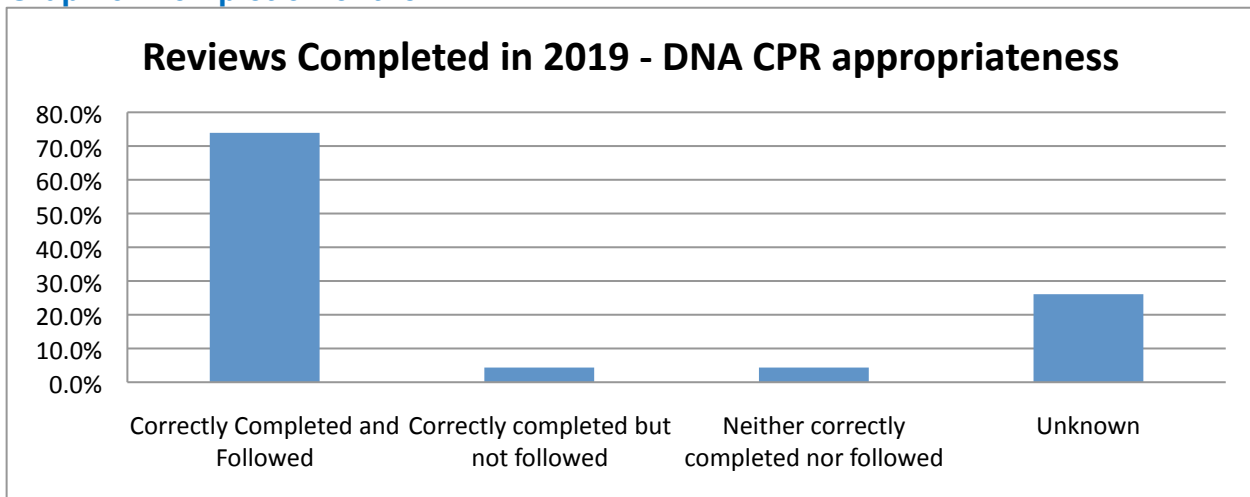 Reviews Completed in 2019 - DNA CPR appropriateness
80.0%
70.0%
60.0%
50.0%
40.0%
30.0%
20.0%
10.0%
0.0%
Correctly Completed and Followed
Correctly completed but not followed
Neither correctly completed nor followed
Unknown